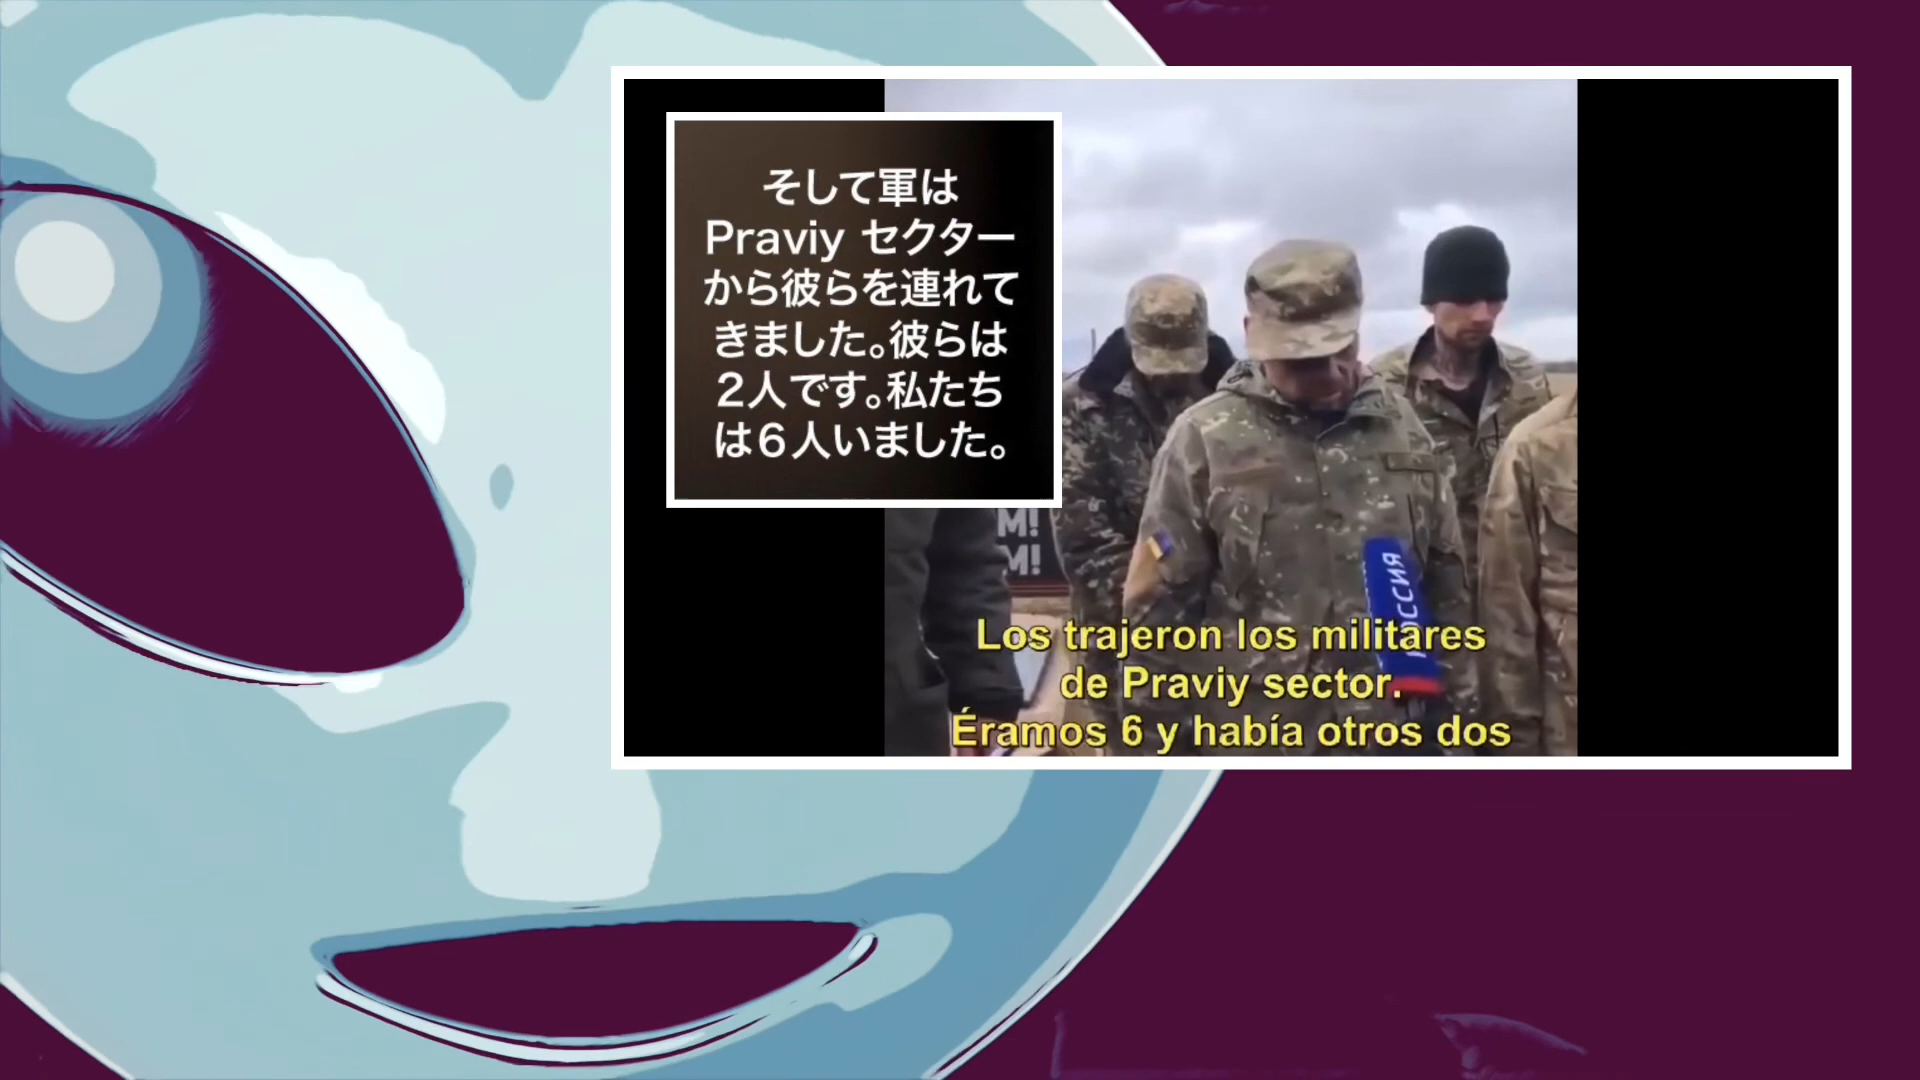 そして軍は
Praviy セクター
から彼らを連れて
きました。彼らは
2人です。私たち
は6人いました。
М!
М!
РОССИЯ
Los trajeron los militares
de Praviy sector.
Éramos 6 y había otros dos